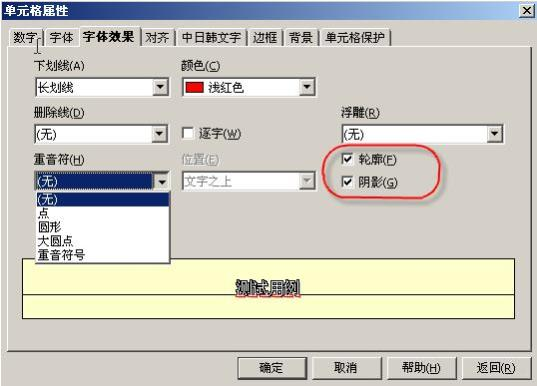 单元格属性
数字 字体 字体效果 对齐 中日韩文字 边框 背景 单元格保护
下划线(A) 颜色(C)
长划线 浅红色
删除线(D) 浮雕(R)
(无) 逐字(W) (无)
重音符(H) 位置(E) 轮廓(F)
(无) 文字之上 阴影(G)
(无)
点
圆形
大圆点
重音符号
测试用例
确定 取消 帮助(H) 返回(R)